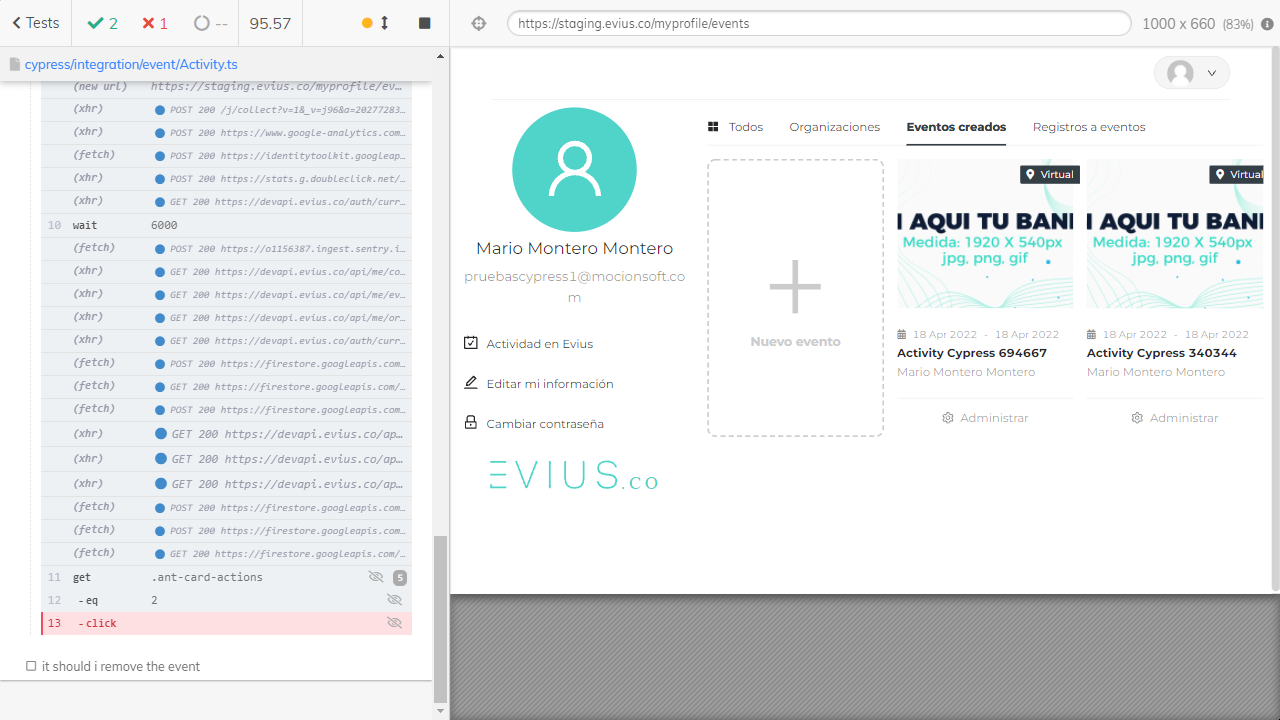 Tests
2
1
--
95.57
https://staging.evius.co/myprofile/events
1000 x 660 (83%)
cypress/integration/event/Activity.ts
(new url) https://staging.evius.co/myprofile/ev…
(xhr) POST 200 /j/collect?v=1&_v=j96&a=20277283…
(xhr) POST 200 https://www.google-analytics.com…
(fetch) POST 200 https://identitytoolkit.googleap…
(xhr) POST 200 https://stats.g.doubleclick.net/…
(xhr) GET 200 https://devapi.evius.co/auth/curr…
10 wait 6000
(fetch) POST 200 https://o1156387.ingest.sentry.i…
(xhr) GET 200 https://devapi.evius.co/api/me/co…
(xhr) GET 200 https://devapi.evius.co/api/me/ev…
(xhr) GET 200 https://devapi.evius.co/api/me/or…
(xhr) GET 200 https://devapi.evius.co/auth/curr…
(fetch) POST 200 https://firestore.googleapis.com…
(fetch) GET 200 https://firestore.googleapis.com/…
(fetch) POST 200 https://firestore.googleapis.com…
(xhr) GET 200 https://devapi.evius.co/ap…
(xhr) GET 200 https://devapi.evius.co/ap…
(xhr) GET 200 https://devapi.evius.co/ap…
(fetch) POST 200 https://firestore.googleapis.com…
(fetch) POST 200 https://firestore.googleapis.com…
(fetch) GET 200 https://firestore.googleapis.com/…
11 get .ant-card-actions 5
12 -eq 2
13 -click
it should i remove the event
Mario Montero Montero
pruebascypress1@mocionsoft.co
m
Actividad en Evius
Editar mi información
Cambiar contraseña
EVIUS.co
Todos
Organizaciones
Eventos creados
Registros a eventos
Nuevo evento
Virtual
I AQUI TU BANI
Medida: 1920 X 540px
jpg, png, gif
18 Apr 2022 - 18 Apr 2022
Activity Cypress 694667
Mario Montero Montero
Administrar
Virtual
I AQUI TU BANI
Medida: 1920 X 540px
jpg, png, gif
18 Apr 2022 - 18 Apr 2022
Activity Cypress 340344
Mario Montero Montero
Administrar